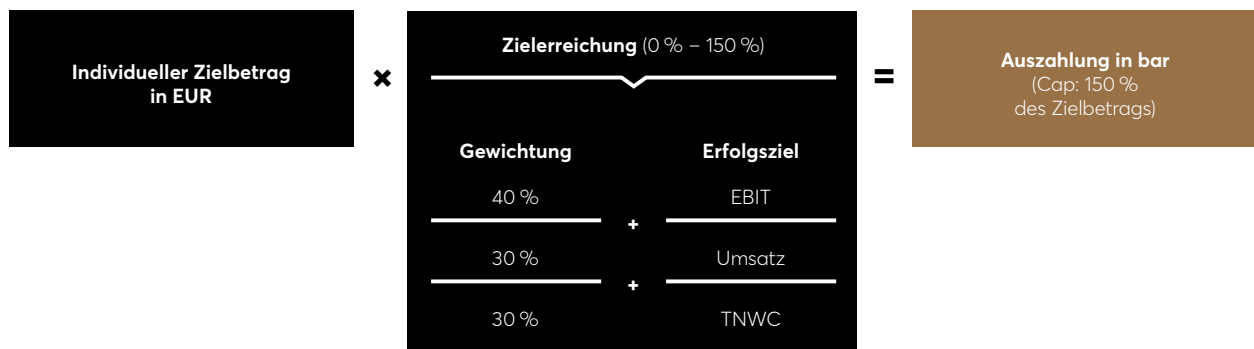 Individueller Zielbetrag
in EUR
×
Zielerreichung (0 % – 150 %)
Gewichtung
Erfolgsziel
40 %
+
EBIT
30 %
+
Umsatz
30 %
TNWC
=
Auszahlung in bar
(Cap: 150 %
des Zielbetrags)